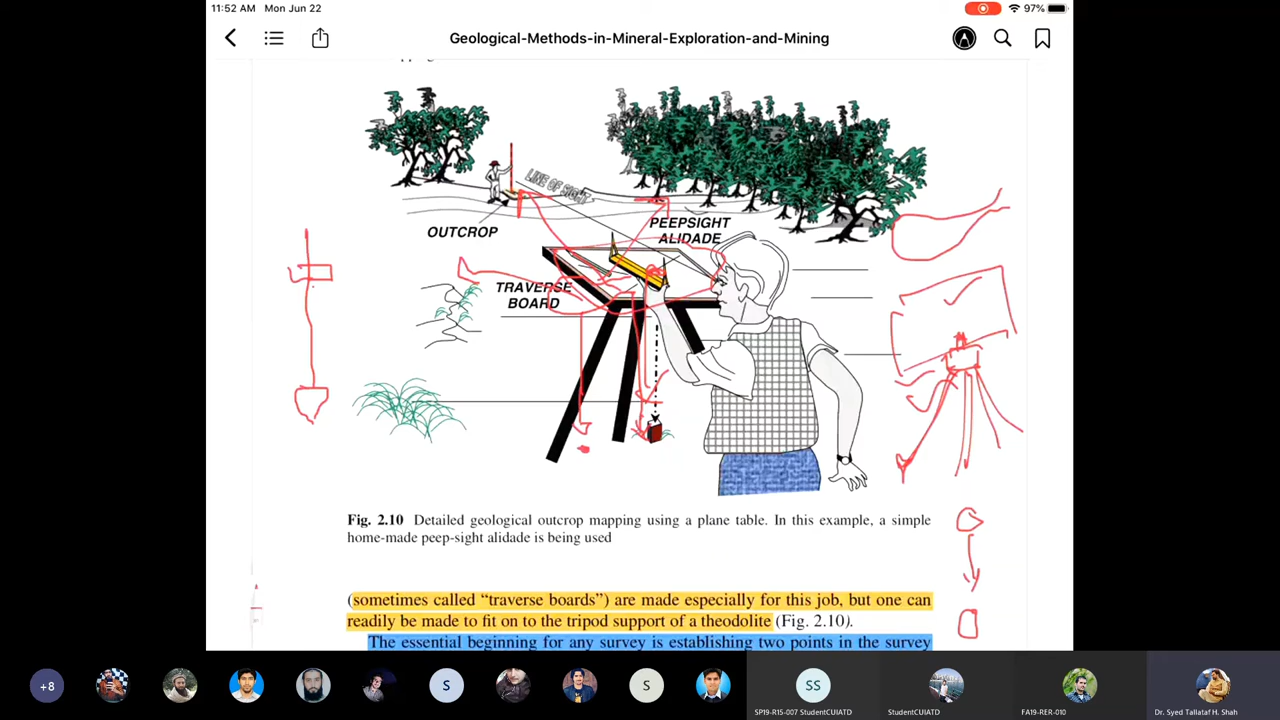 11:52 AM Mon Jun 22
97%
Geological-Methods-in-Mineral-Exploration-and-Mining
LINE OF SIGHT
OUTCROP
PEEPSIGHT
ALIDADE
TRAVERSE
BOARD
Fig. 2.10 Detailed geological outcrop mapping using a plane table. In this example, a simple
home-made peep-sight alidade is being used
(sometimes called “traverse boards”) are made especially for this job, but one can
readily be made to fit on to the tripod support of a theodolite (Fig. 2.10).
The essential beginning for any survey is establishing two points in the survey
+8
S
S
SS
SP19-R1S-007 StudentCUIATD
StudentCUIATD
FA19-RER-010
Dr. Syed Tallataf H. Shah